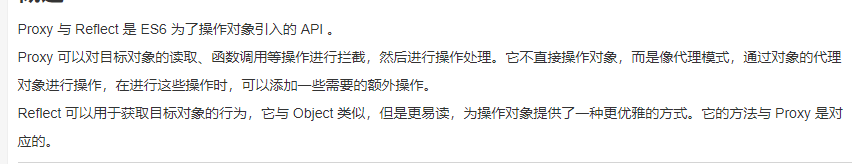 Proxy 与 Reflect 是 ES6 为了操作对象引入的 API 。
Proxy 可以对目标对象的读取、函数调用等操作进行拦截，然后进行操作处理。它不直接操作对象，而是像代理模式，通过对象的代理
对象进行操作，在进行这些操作时，可以添加一些需要的额外操作。
Reflect 可以用于获取目标对象的行为，它与 Object 类似，但是更易读，为操作对象提供了一种更优雅的方式。它的方法与 Proxy 是对
应的。